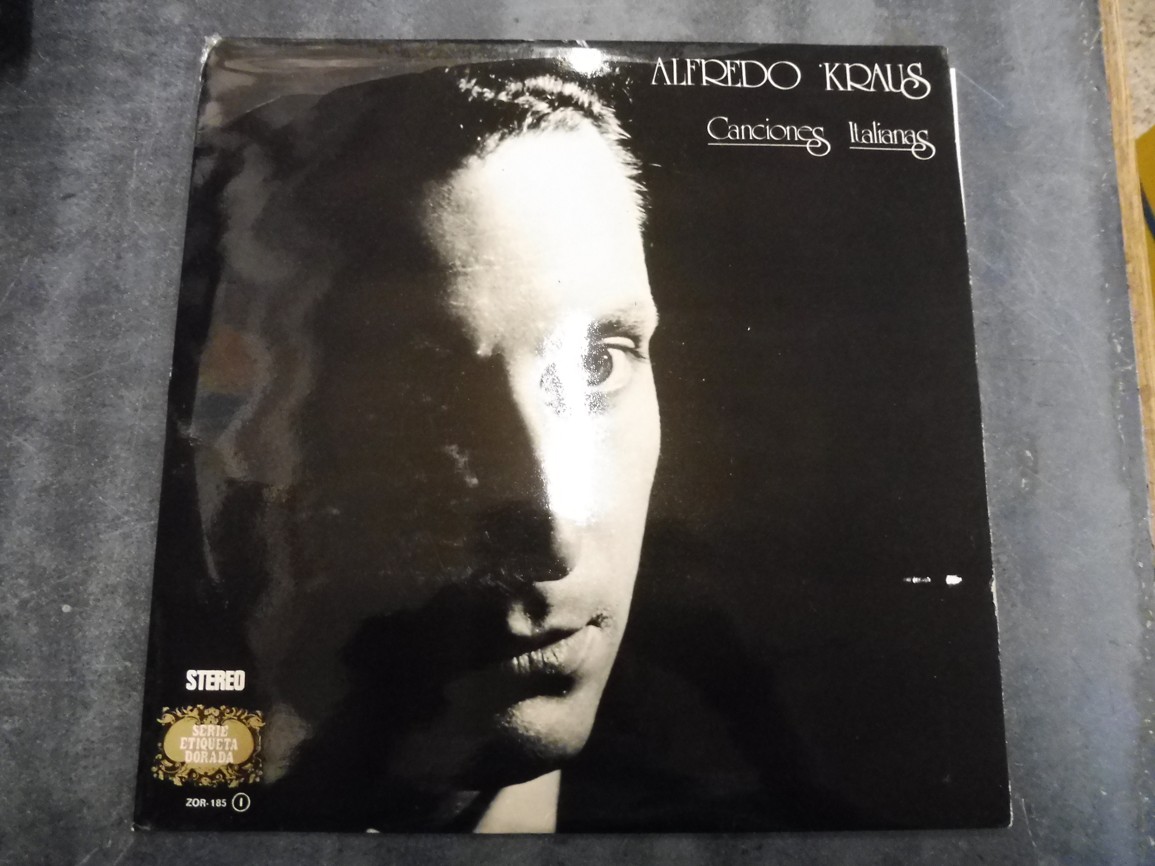 ALFREDO KRAUS
Canciones Italianas
STEREO
SERIE
ETIQUETA
DORADA
ZOR-185 I